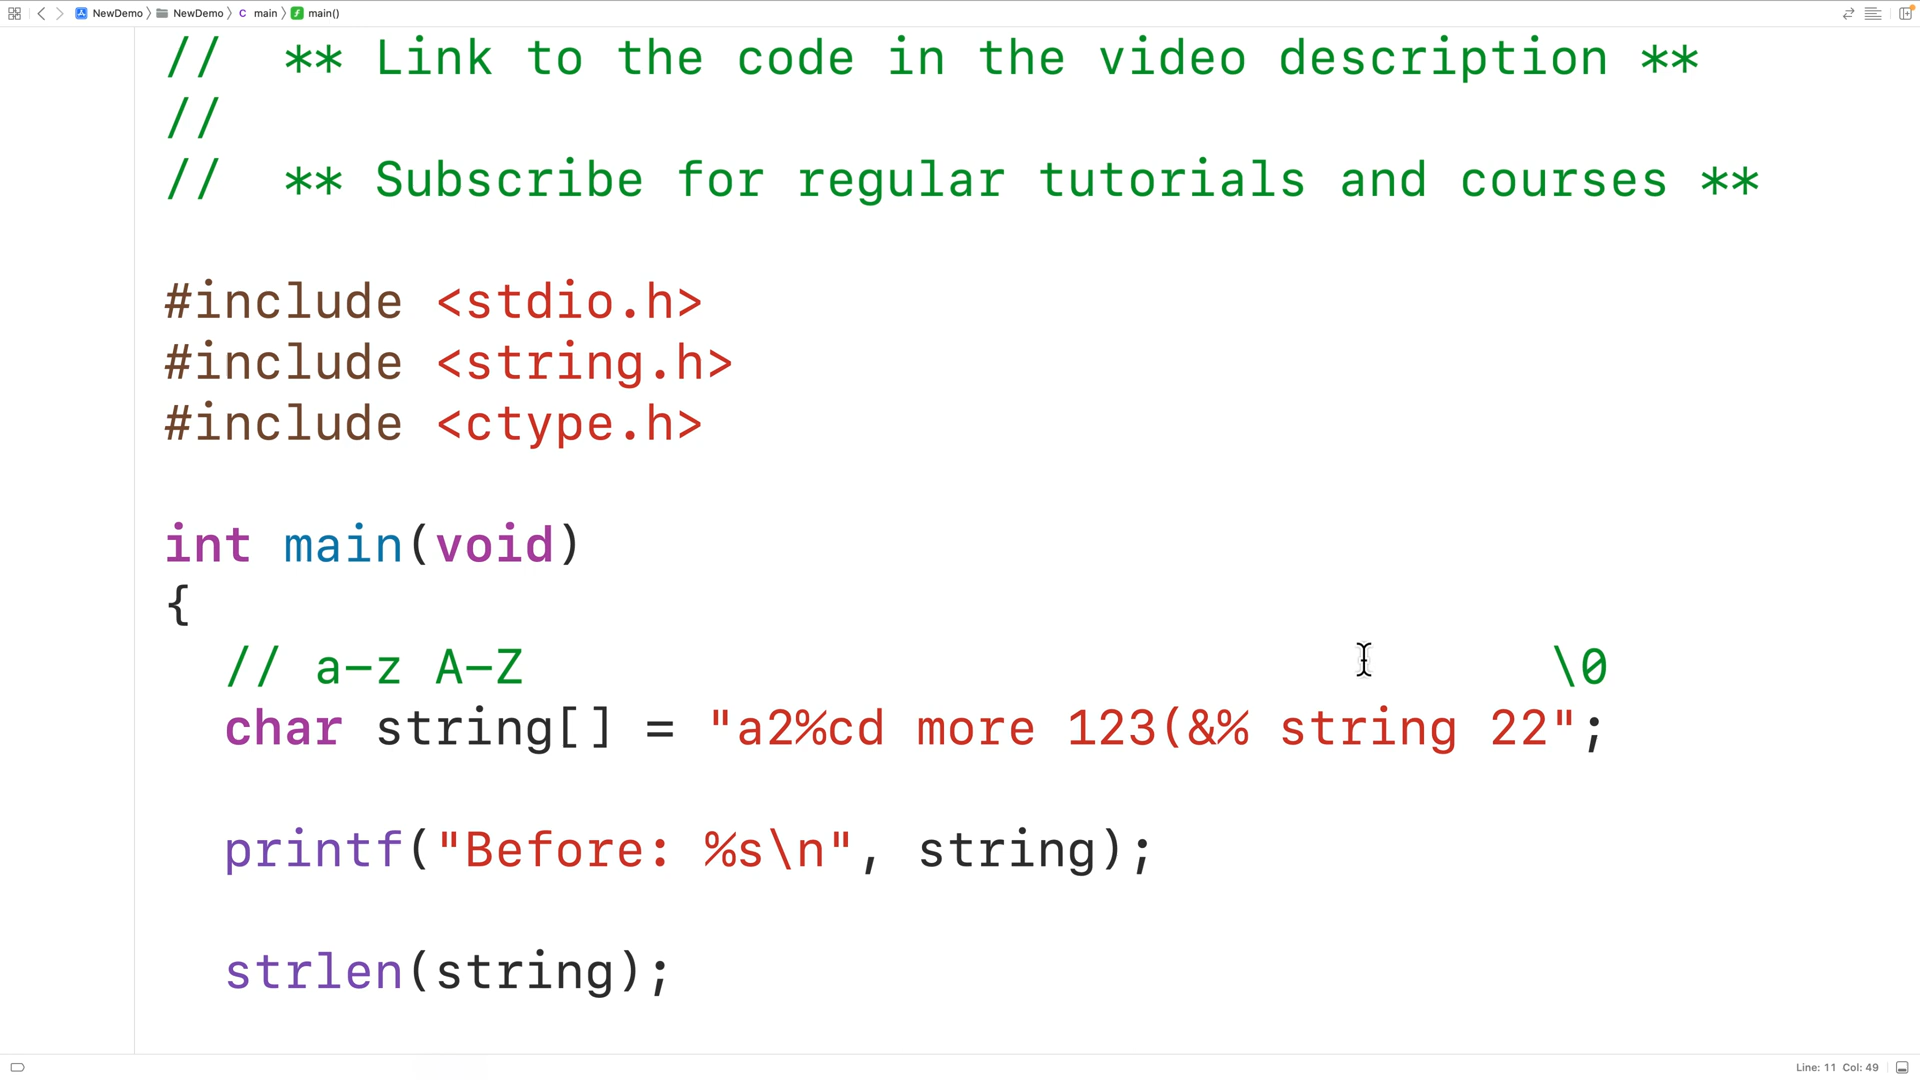 NewDemo NewDemo C main f main()
// ** Link to the code in the video description **
//
// ** Subscribe for regular tutorials and courses **
#include <stdio.h>
#include <string.h>
#include <ctype.h>
int main(void)
{
// a-z A-Z \0
char string[] = "a2%cd more 123(&% string 22";
printf("Before: %s\n", string);
strlen(string);
Line: 11 Col: 49